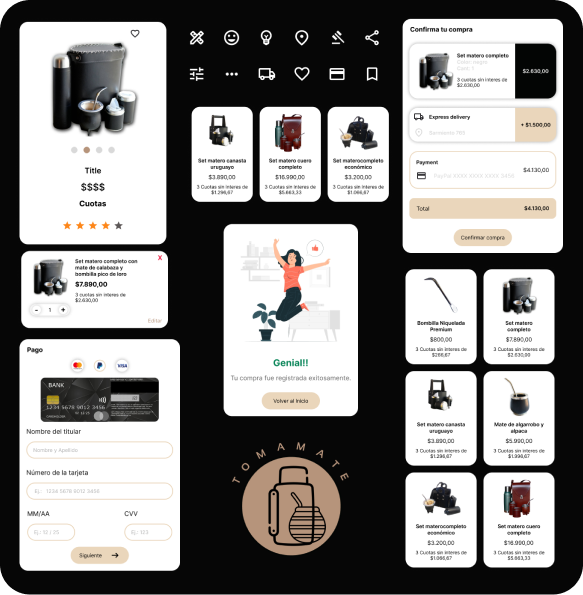 Title
$$$$
Cuotas
Set matero completo con
mate de calabaza y
bombilla pico de loro
X
$7.890,00
3 cuotas sin interes de
$2.630,00
- 1 +
Editar
Pago
VISA
BANK
1234 5678 9012 3456
Nombre del titular
Nombre y Apellido
Número de la tarjeta
Ej.: 1234 5678 9012 3456
MM/AA
CVV
Ej.: 12 / 25
Ej.: 123
Siguiente
Set matero canasta
uruguayo
$3.890,00
3 Cuotas sin interes de
$1.296,67
Set matero cuero
completo
$16.990,00
3 Cuotas sin interes de
$5.663,33
Set materocompleto
económico
$3.200,00
3 Cuotas sin interes de
$1.066,67
Genial!!
Tu compra fue registrada exitosamente.
Volver al Inicio
TOMAMATE
Confirma tu compra
Set matero completo
3 cuotas sin interes de
$2.630,00
$2.630,00
Express delivery
+ $1.500,00
Payment
PayPal XXXX XXXX XXXX 3456
$4.130,00
Total
$4.130,00
Confirmar compra
Bombilla Niquelada
Premium
$800,00
3 Cuotas sin interes de
$266,67
Set matero
completo
$7.890,00
3 Cuotas sin interes de
$2.630,00
Set matero canasta
uruguayo
$3.890,00
3 Cuotas sin interes de
$1.296,67
Mate de algarrobo y
alpaca
$5.990,00
3 Cuotas sin interes de
$1.996,67
Set materocompleto
económico
$3.200,00
3 Cuotas sin interes de
$1.066,67
Set matero cuero
completo
$16.990,00
3 Cuotas sin interes de
$5.663,33